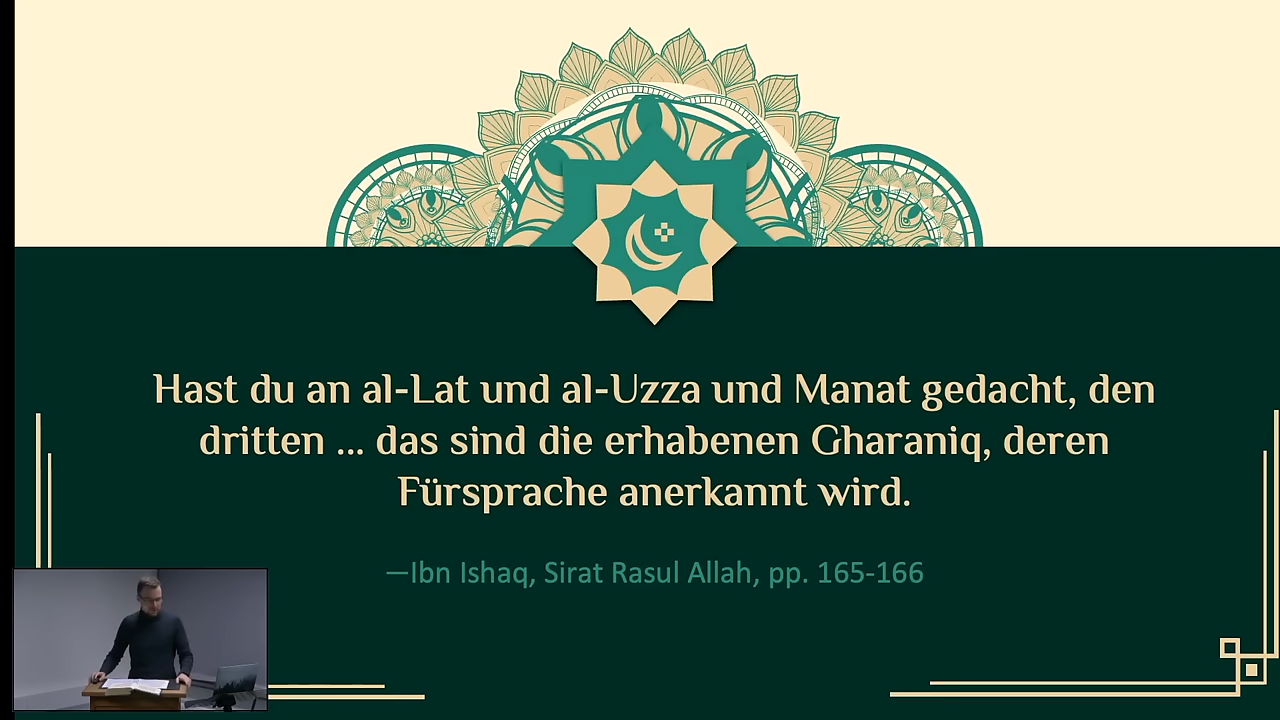 Hast du an al-Lat und al-Uzza und Manat gedacht, den
dritten ... das sind die erhabenen Gharaniq, deren
Fürsprache anerkannt wird.
—Ibn Ishaq, Sirat Rasul Allah, pp. 165-166